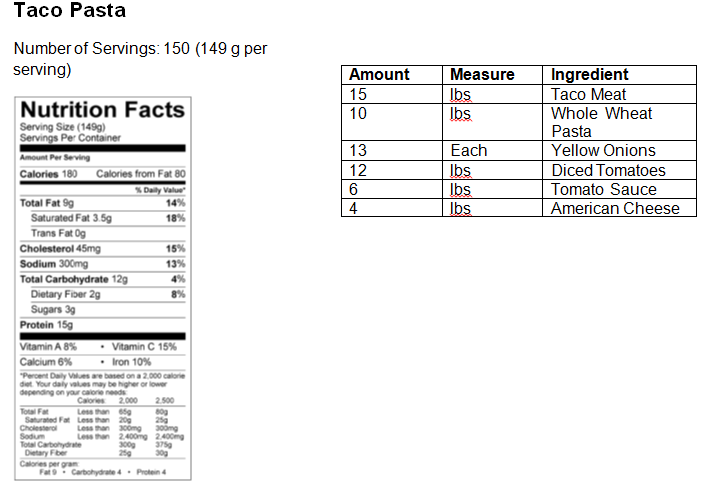 Taco Pasta
Number of Servings: 150 (149 g per
serving)
Nutrition Facts
Serving Size (149g)
Servings Per Container
Amount Per Serving
Calories 180 Calories from Fat 80
% Daily Value*
Total Fat 9g 14%
Saturated Fat 3.5g 18%
Trans Fat 0g
Cholesterol 45mg 15%
Sodium 300mg 13%
Total Carbohydrate 12g 4%
Dietary Fiber 2g 8%
Sugars 3g
Protein 15g
Vitamin A 8% • Vitamin C 15%
Calcium 6% • Iron 10%
*Percent Daily Values are based on a 2,000 calorie
diet. Your daily values may be higher or lower
depending on your calorie needs:
Calories: 2,000 2,500
Total Fat Less than 65g 80g
Saturated Fat Less than 20g 25g
Cholesterol Less than 300mg 300mg
Sodium Less than 2,400mg 2,400mg
Total Carbohydrate 300g 375g
Dietary Fiber 25g 30g
Calories per gram:
Fat 9 • Carbohydrate 4 • Protein 4
Amount Measure Ingredient
15 lbs Taco Meat
10 lbs Whole Wheat
Pasta
13 Each Yellow Onions
12 lbs Diced Tomatoes
6 lbs Tomato Sauce
4 lbs American Cheese